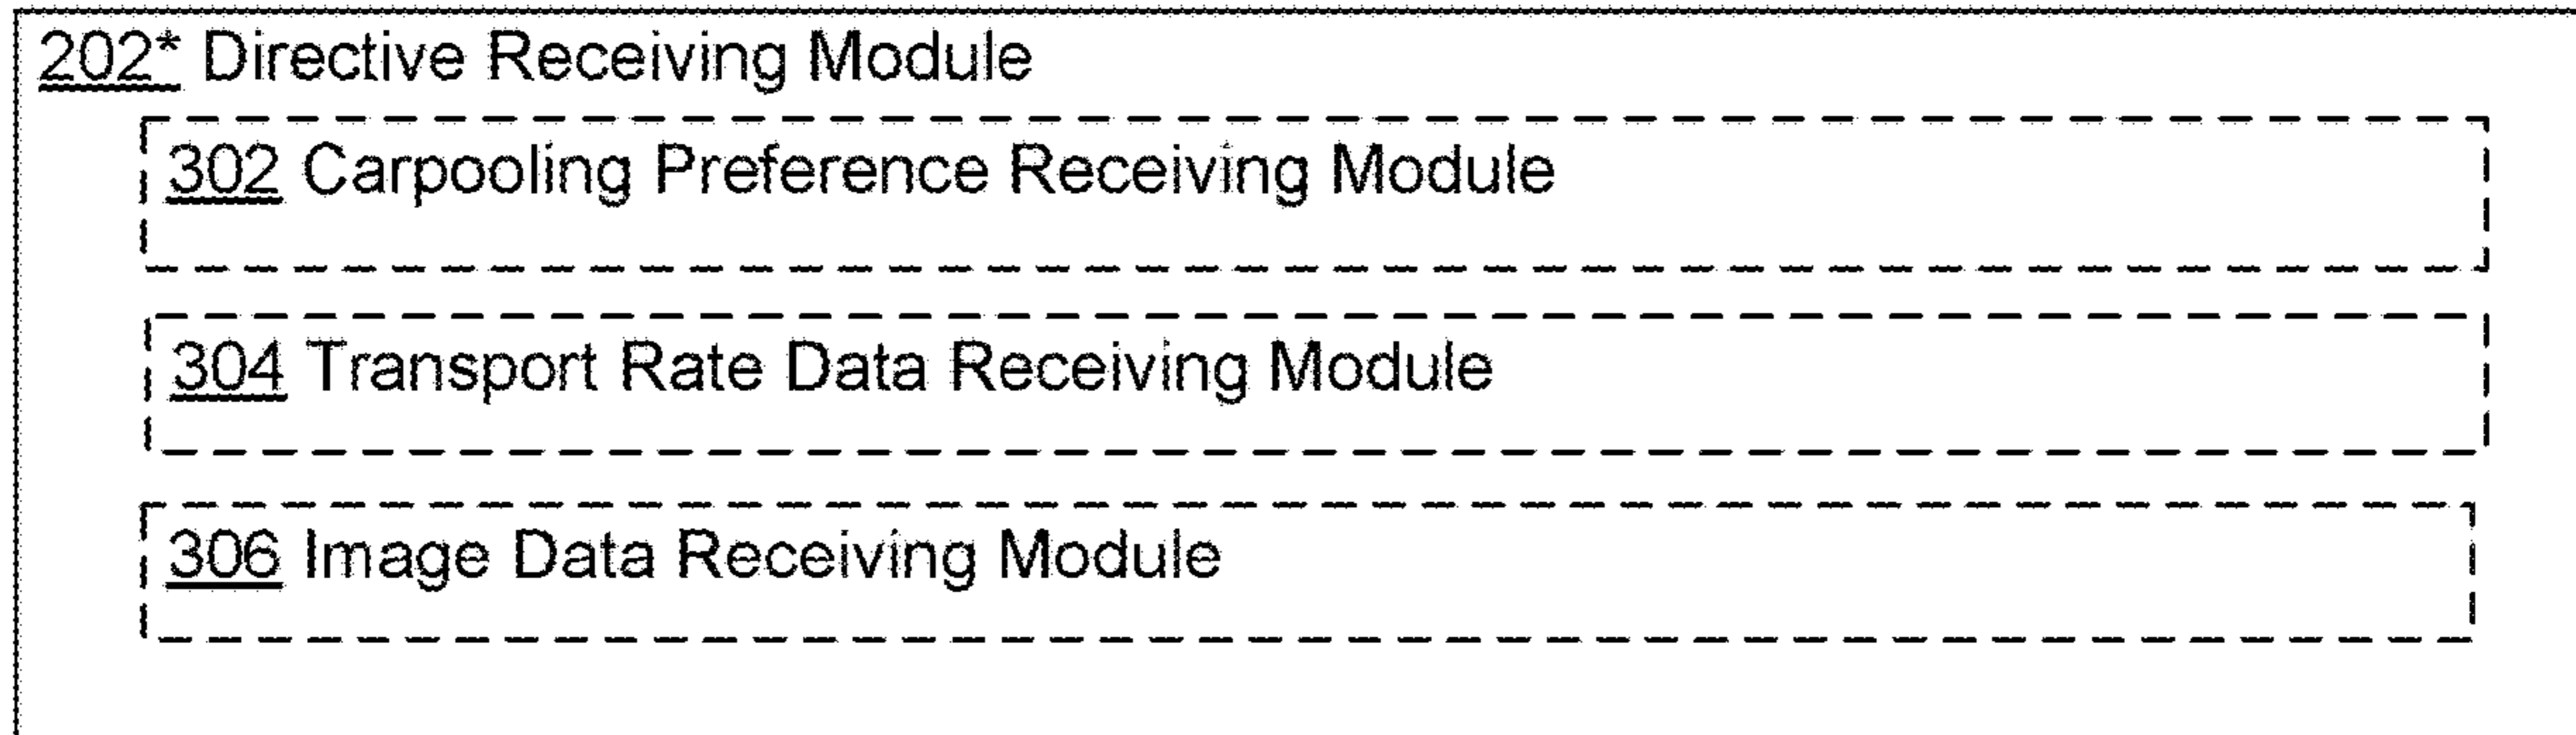 202* Directive Receiving Module
302 Carpooling Preference Receiving Module
304 Transport Rate Data Receiving Module
306 Image Data Receiving Module